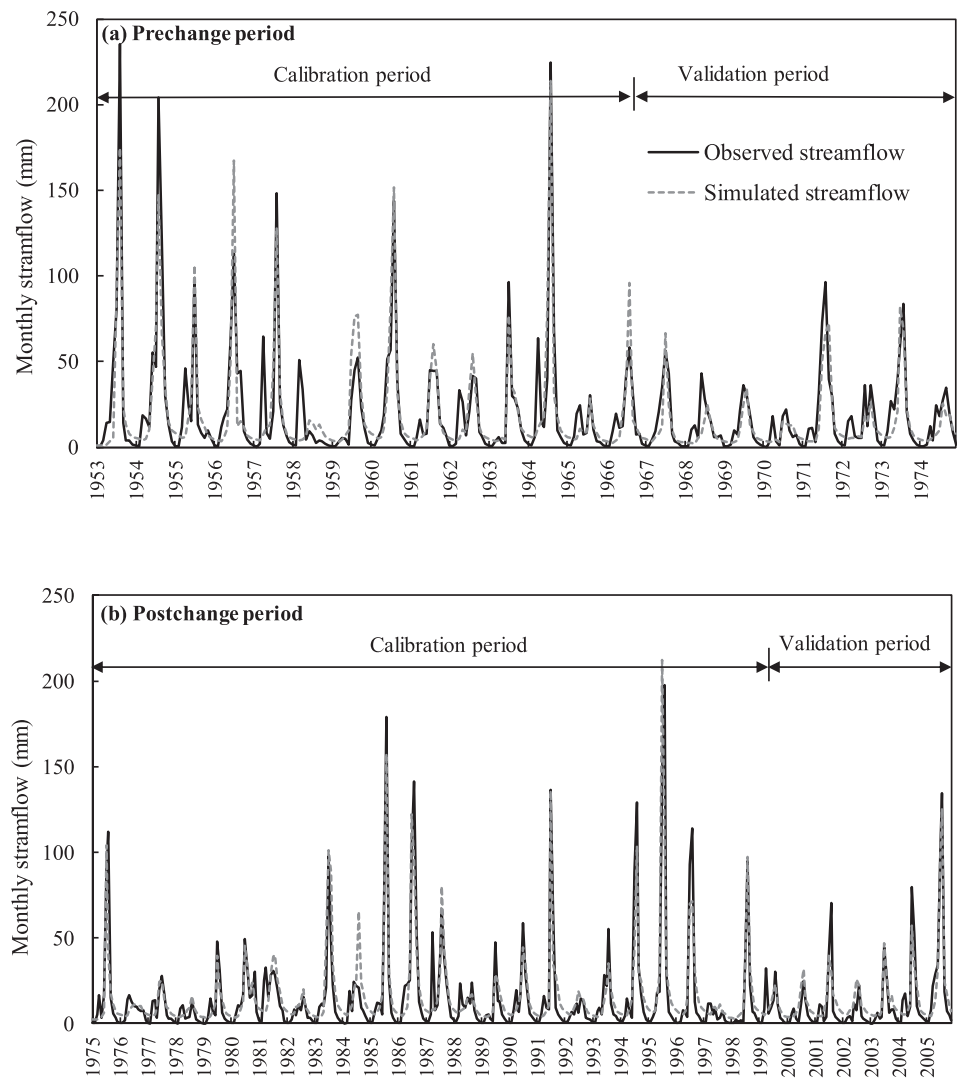 250
(a) Prechange period
Calibration period
Validation period
200
Observed streamflow
150
Simulated streamflow
100
50
0
Monthly stramflow (mm)
1953 1954 1955 1956 1957 1958 1959 1960 1961 1962 1963 1964 1965 1966 1967 1968 1969 1970 1971 1972 1973 1974
250
(b) Postchange period
Calibration period
Validation period
200
150
100
50
0
Monthly stramflow (mm)
1975 1976 1977 1978 1979 1980 1981 1982 1983 1984 1985 1986 1987 1988 1989 1990 1991 1992 1993 1994 1995 1996 1997 1998 1999 2000 2001 2002 2003 2004 2005